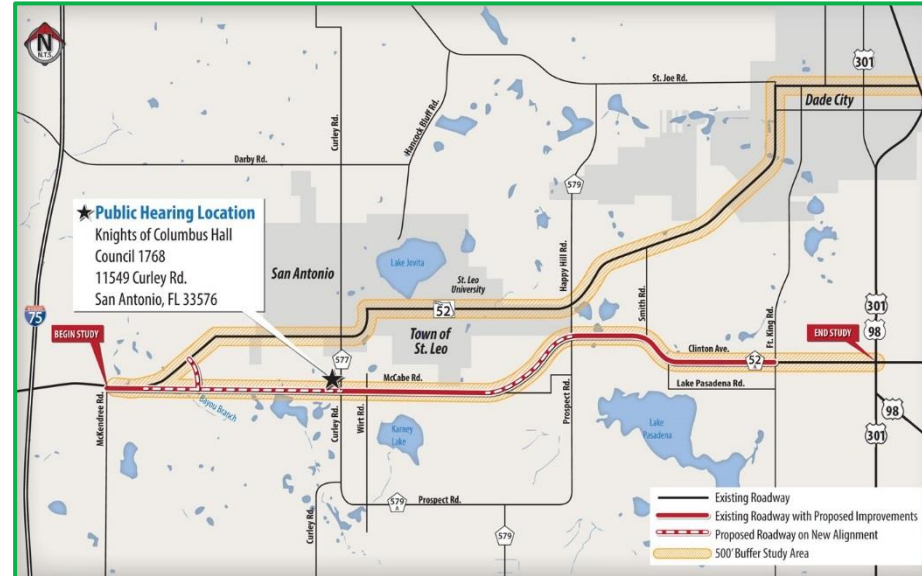 N
N.T.S.
St. Joe Rd.
301
Dade City
Hancock Bluff Rd.
Curley Rd.
Darby Rd.
579
Public Hearing Location
Knights of Columbus Hall
Council 1768
11549 Curley Rd.
San Antonio, FL 33576
San Antonio
Lake Jovita
St. Leo
University
Happy Hill Rd.
Smith Rd.
Ft. King Rd.
52
Town of
St. Leo
75
BEGIN STUDY
577
301
98
END STUDY
Clinton Ave.
52
A
McCabe Rd.
Lake Pasadena Rd.
Bayou Branch
McKendree Rd.
Curley Rd.
Wirt Rd.
Prospect Rd.
Karney
Lake
Lake
Pasadena
98
301
579
A
Prospect Rd.
Curley Rd.
579
Existing Roadway
Existing Roadway with Proposed Improvements
Proposed Roadway on New Alignment
500' Buffer Study Area